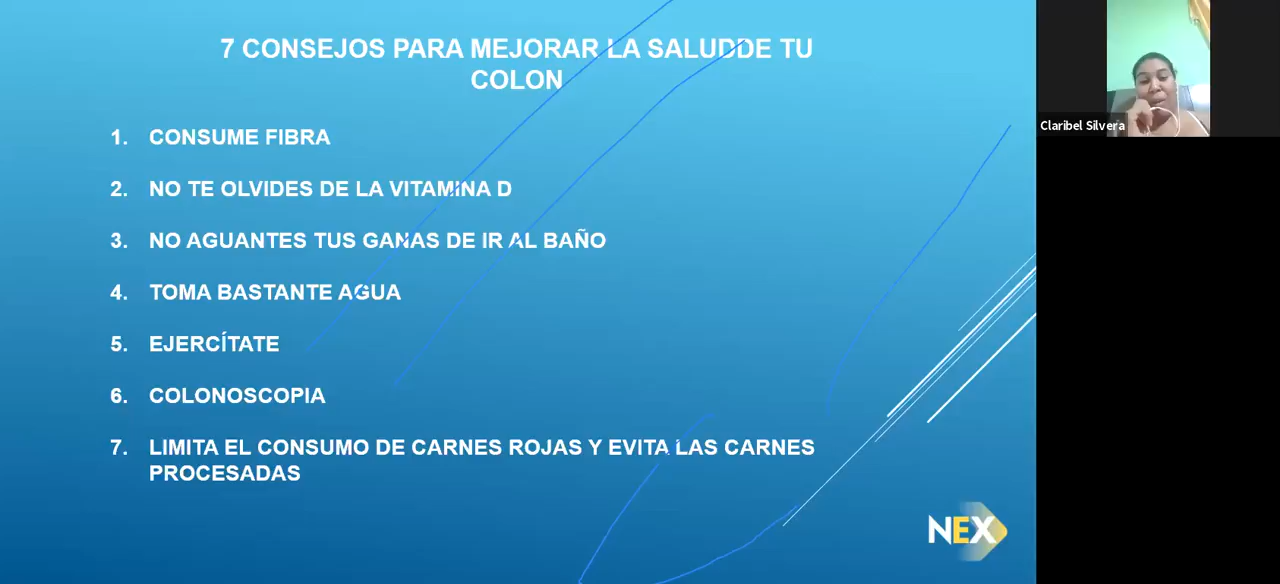 7 CONSEJOS PARA MEJORAR LA SALUDDE TU
COLON
1. CONSUME FIBRA
2. NO TE OLVIDES DE LA VITAMINA D
3. NO AGUANTES TUS GANAS DE IR AL BAÑO
4. TOMA BASTANTE AGUA
5. EJERCÍTATE
6. COLONOSCOPIA
7. LIMITA EL CONSUMO DE CARNES ROJAS Y EVITA LAS CARNES
PROCESADAS
NEX
Claribel Silvera